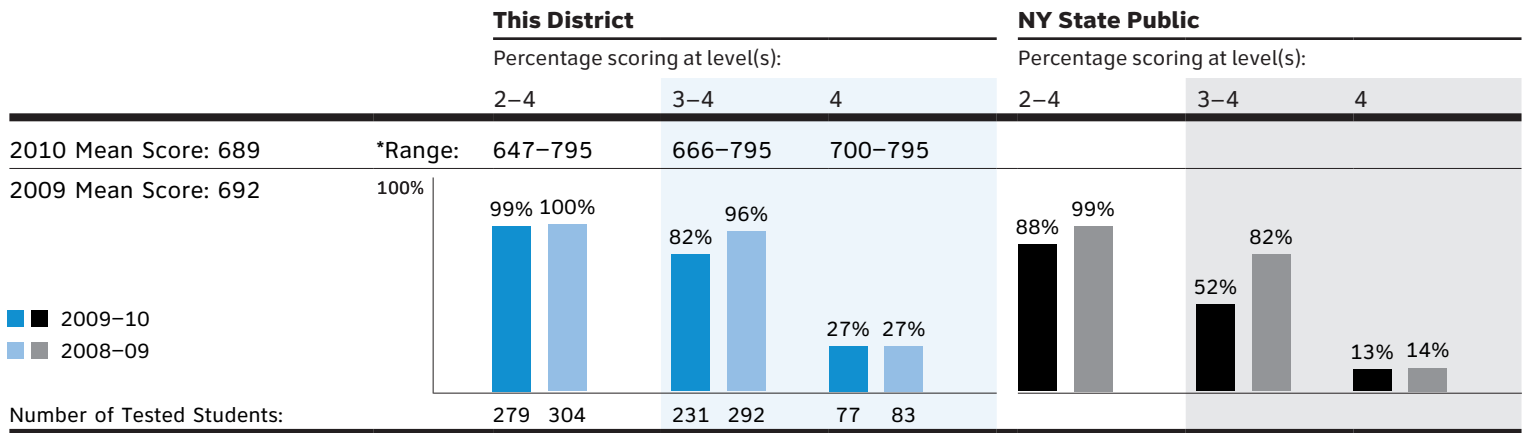 This District NY State Public
Percentage scoring at level(s): Percentage scoring at level(s):
2–4 3–4 4 2–4 3–4 4
2010 Mean Score: 689 *Range: 647–795 666–795 700–795
2009 Mean Score: 692 100%
99% 100% 82% 96% 27% 27% 88% 99% 52% 82% 13% 14%
2009–10
2008–09
Number of Tested Students: 279 304 231 292 77 83